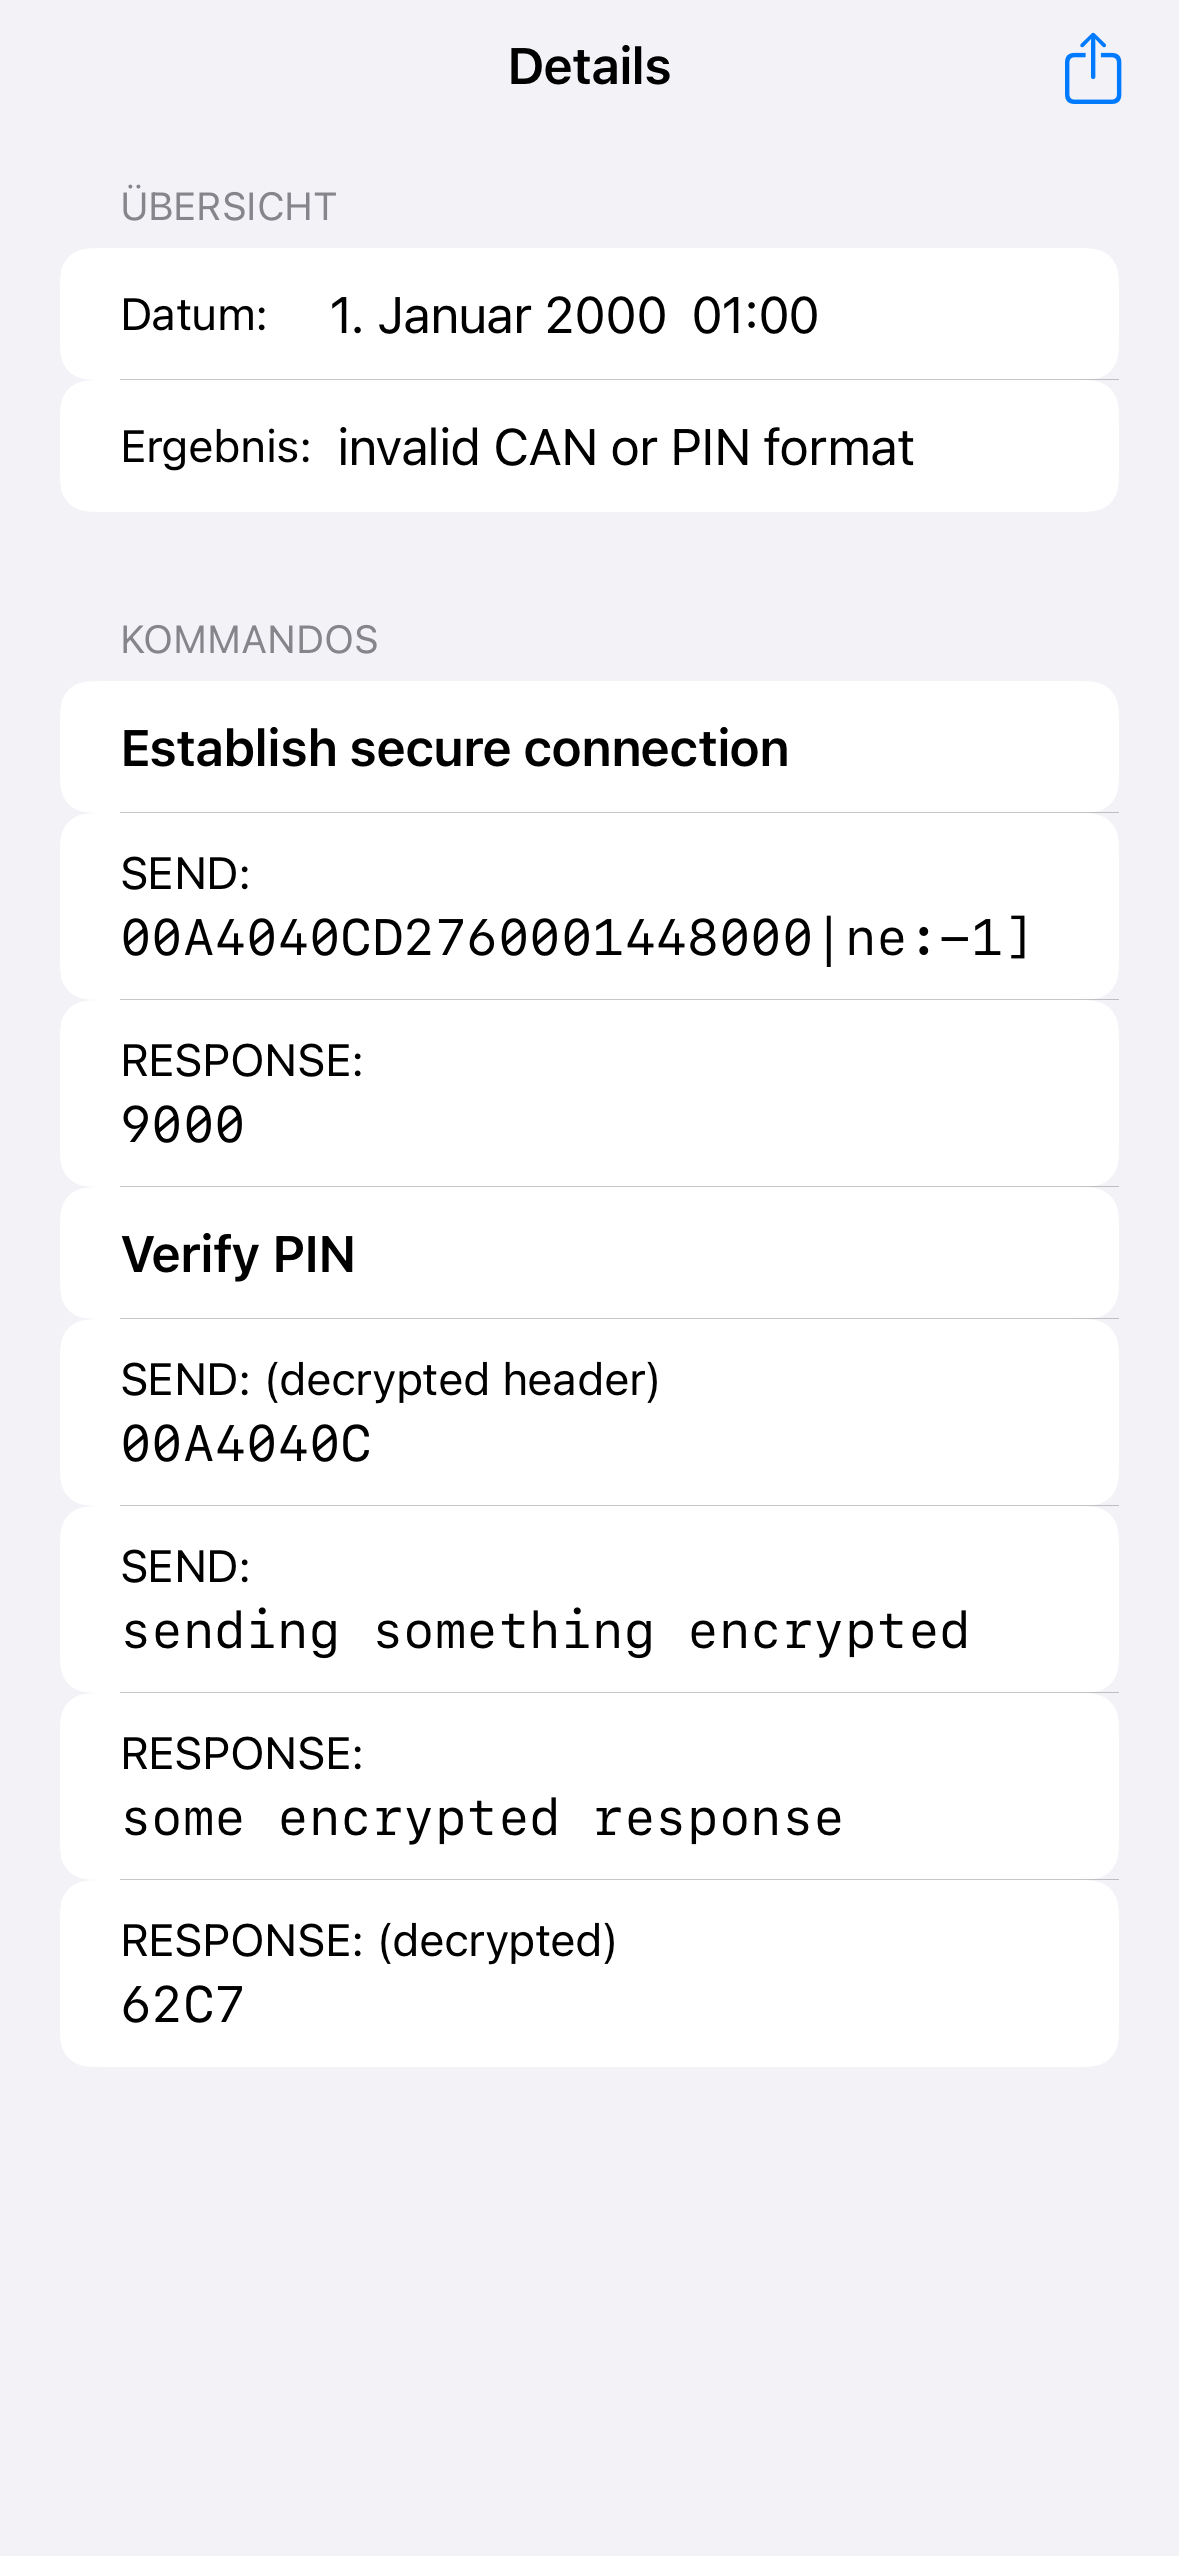 Details
ÜBERSICHT
Datum: 1. Januar 2000 01:00
Ergebnis: invalid CAN or PIN format
KOMMANDOS
Establish secure connection
SEND:
00A4040CD2760001448000|ne:−1]
RESPONSE:
9000
Verify PIN
SEND: (decrypted header)
00A4040C
SEND:
sending something encrypted
RESPONSE:
some encrypted response
RESPONSE: (decrypted)
62C7